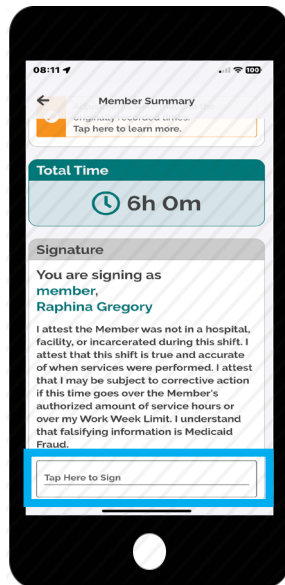 08:11
100
Member Summary
originally recorded times.
Tap here to learn more.
Total Time
6h 0m
Signature
You are signing as
member,
Raphina Gregory
I attest the Member was not in a hospital,
facility, or incarcerated during this shift. I
attest that this shift is true and accurate
of when services were performed. I attest
that I may be subject to corrective action
if this time goes over the Member's
authorized amount of service hours or
over my Work Week Limit. I understand
that falsifying information is Medicaid
Fraud.
Tap Here to Sign